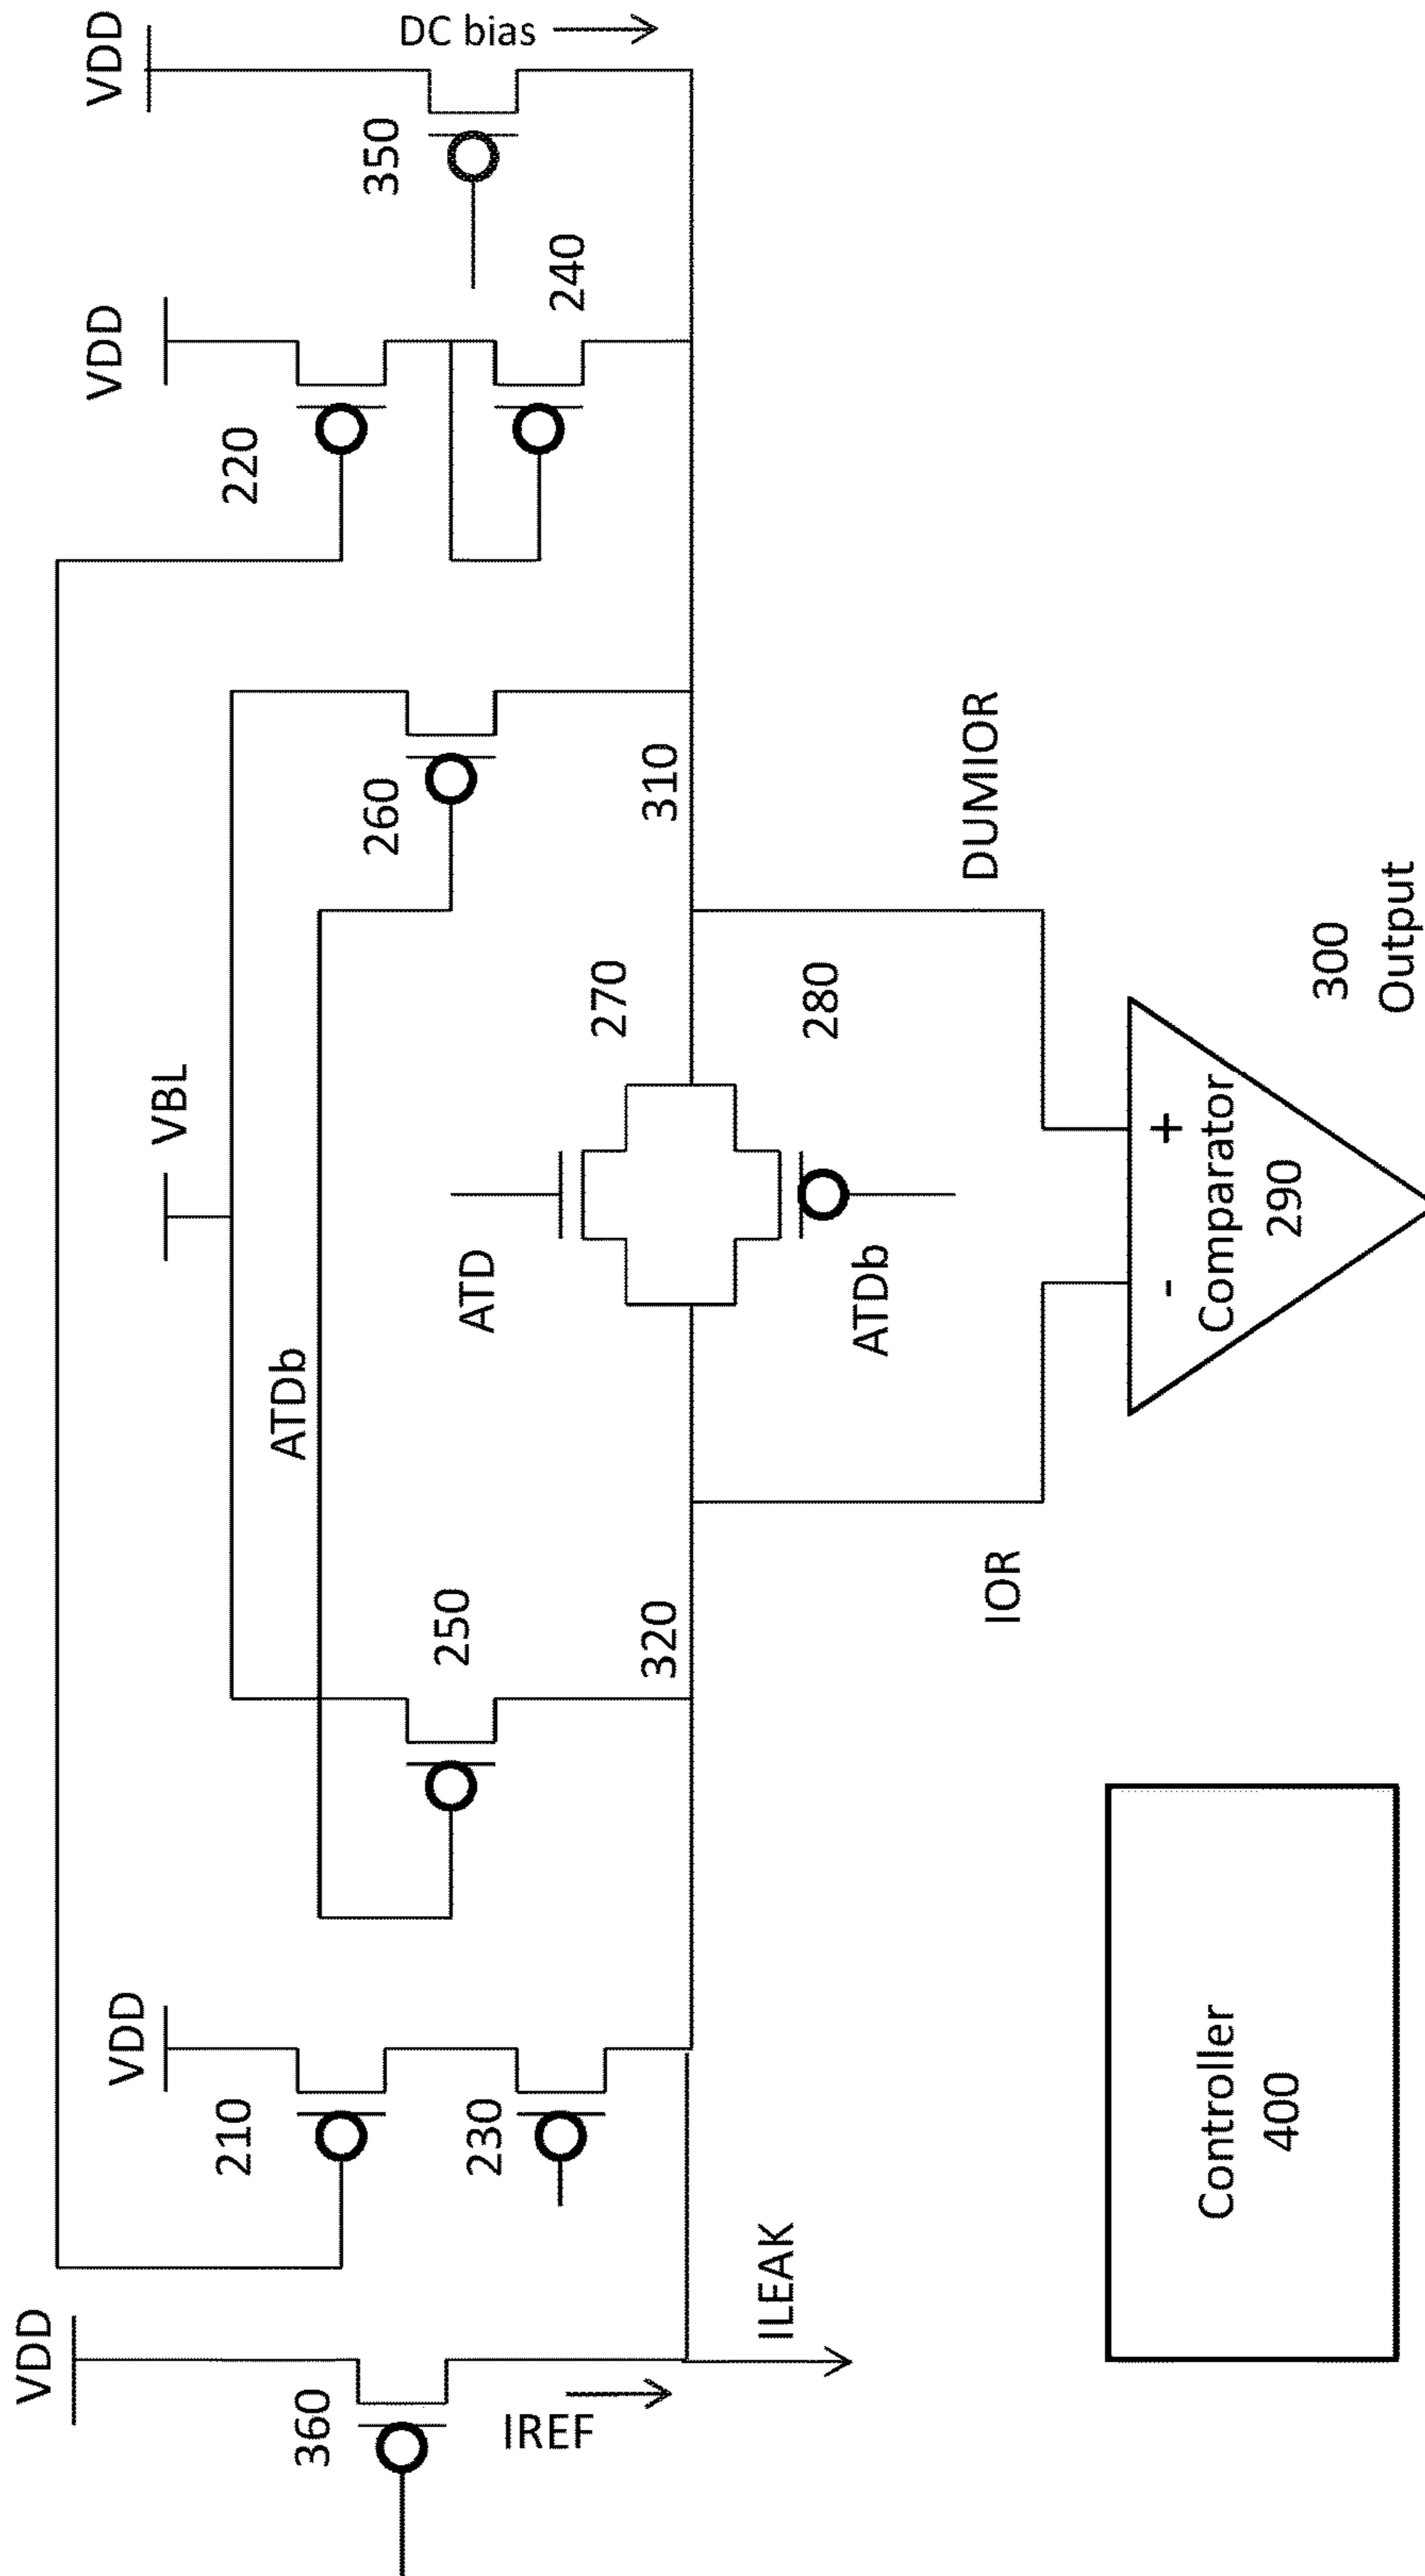 VDD
VDD
VDD
VDD
VBL
210
220
ATDb
360
260
350
DC bias
250
ATD
230
IREF
240
270
320
310
ILEAK
280
ATDb
IOR
DUMIOR
- +
Comparator
290
300
Output
Controller
400